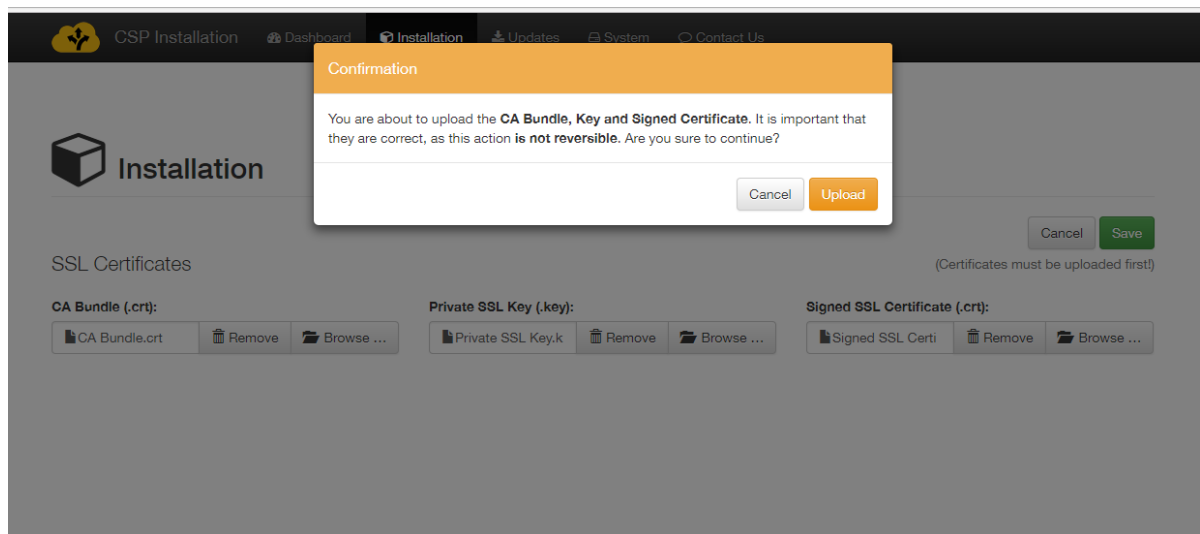 CSP Installation Dashboard Installation Updates System Contact Us
Confirmation
You are about to upload the CA Bundle, Key and Signed Certificate. It is important that
they are correct, as this action is not reversible. Are you sure to continue?
Cancel Upload
Installation
Cancel Save
SSL Certificates
(Certificates must be uploaded first!)
CA Bundle (.crt): Private SSL Key (.key): Signed SSL Certificate (.crt):
CA Bundle.crt Remove Browse ... Private SSL Key.k Remove Browse ... Signed SSL Certi Remove Browse ...